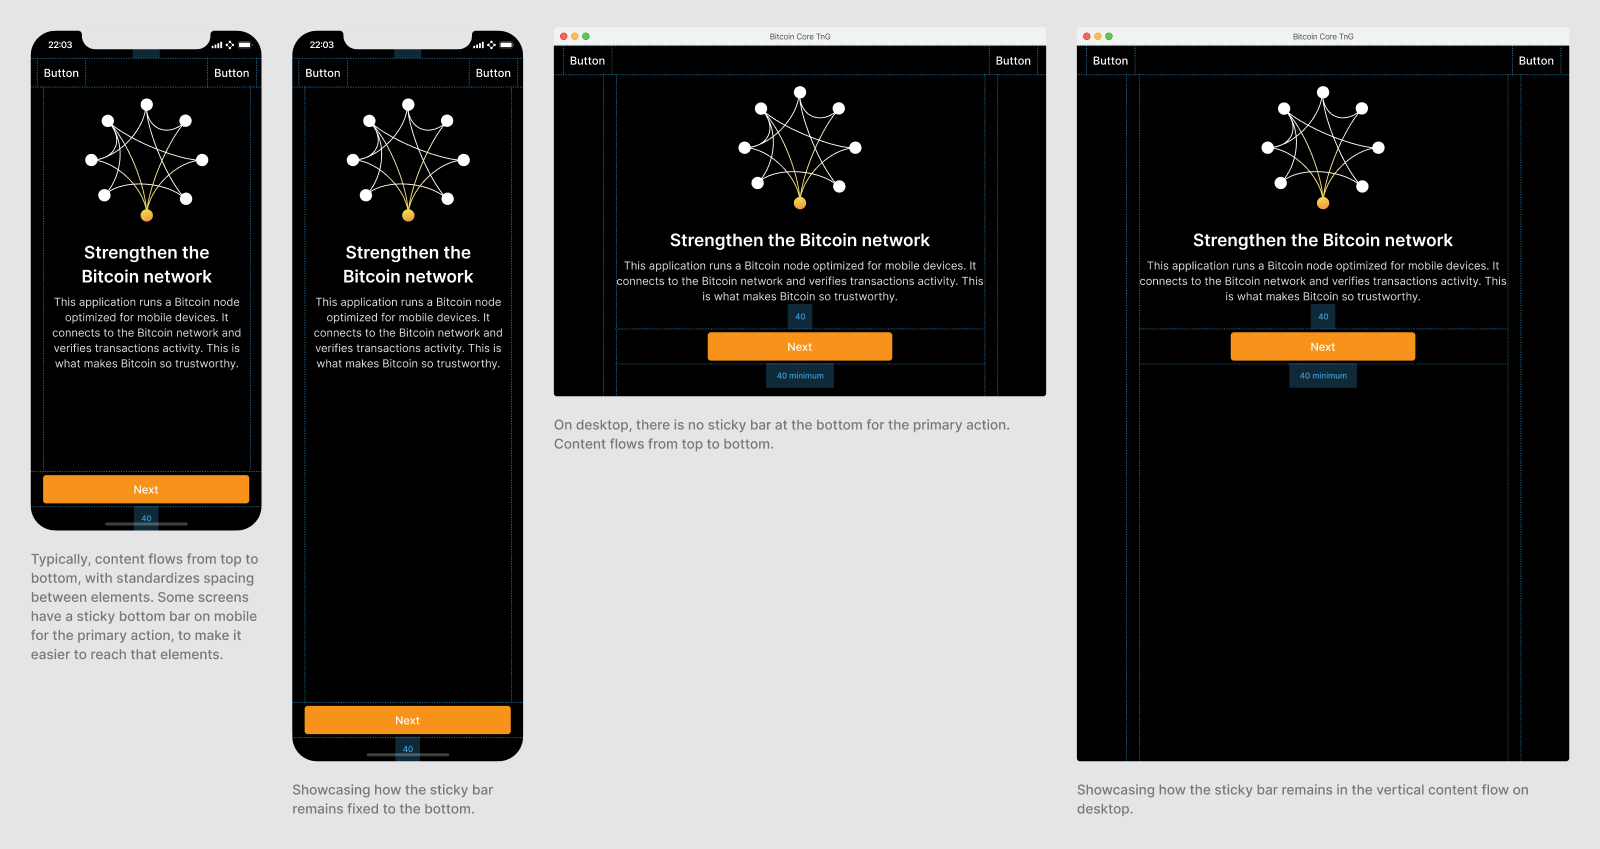 22:03
Button
Button
Strengthen the
Bitcoin network
This application runs a Bitcoin node
optimized for mobile devices. It
connects to the Bitcoin network and
verifies transactions activity. This is
what makes Bitcoin so trustworthy.
Next
40
Typically, content flows from top to
bottom, with standardizes spacing
between elements. Some screens
have a sticky bottom bar on mobile
for the primary action, to make it
easier to reach that elements.
22:03
Button
Button
Strengthen the
Bitcoin network
This application runs a Bitcoin node
optimized for mobile devices. It
connects to the Bitcoin network and
verifies transactions activity. This is
what makes Bitcoin so trustworthy.
Next
40
Showcasing how the sticky bar
remains fixed to the bottom.
Bitcoin Core TnG
Button
Button
Strengthen the Bitcoin network
This application runs a Bitcoin node optimized for mobile devices. It
connects to the Bitcoin network and verifies transactions activity. This
is what makes Bitcoin so trustworthy.
40
Next
40 minimum
On desktop, there is no sticky bar at the bottom for the primary action.
Content flows from top to bottom.
Bitcoin Core TnG
Button
Button
Strengthen the Bitcoin network
This application runs a Bitcoin node optimized for mobile devices. It
connects to the Bitcoin network and verifies transactions activity. This
is what makes Bitcoin so trustworthy.
40
Next
40 minimum
Showcasing how the sticky bar remains in the vertical content flow on
desktop.